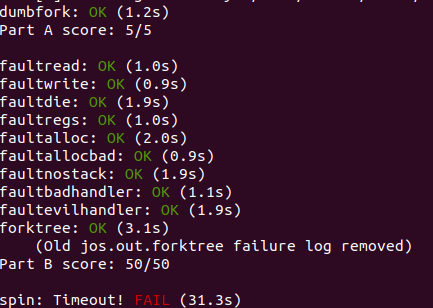 dumbfork: OK (1.2s)
Part A score: 5/5
faultread: OK (1.0s)
faultwrite: OK (0.9s)
faultdie: OK (1.9s)
faultregs: OK (1.0s)
faultalloc: OK (2.0s)
faultallocbad: OK (0.9s)
faultnostack: OK (1.9s)
faultbadhandler: OK (1.1s)
faultevilhandler: OK (1.9s)
forktree: OK (3.1s)
(Old jos.out.forktree failure log removed)
Part B score: 50/50
spin: Timeout! FAIL (31.3s)